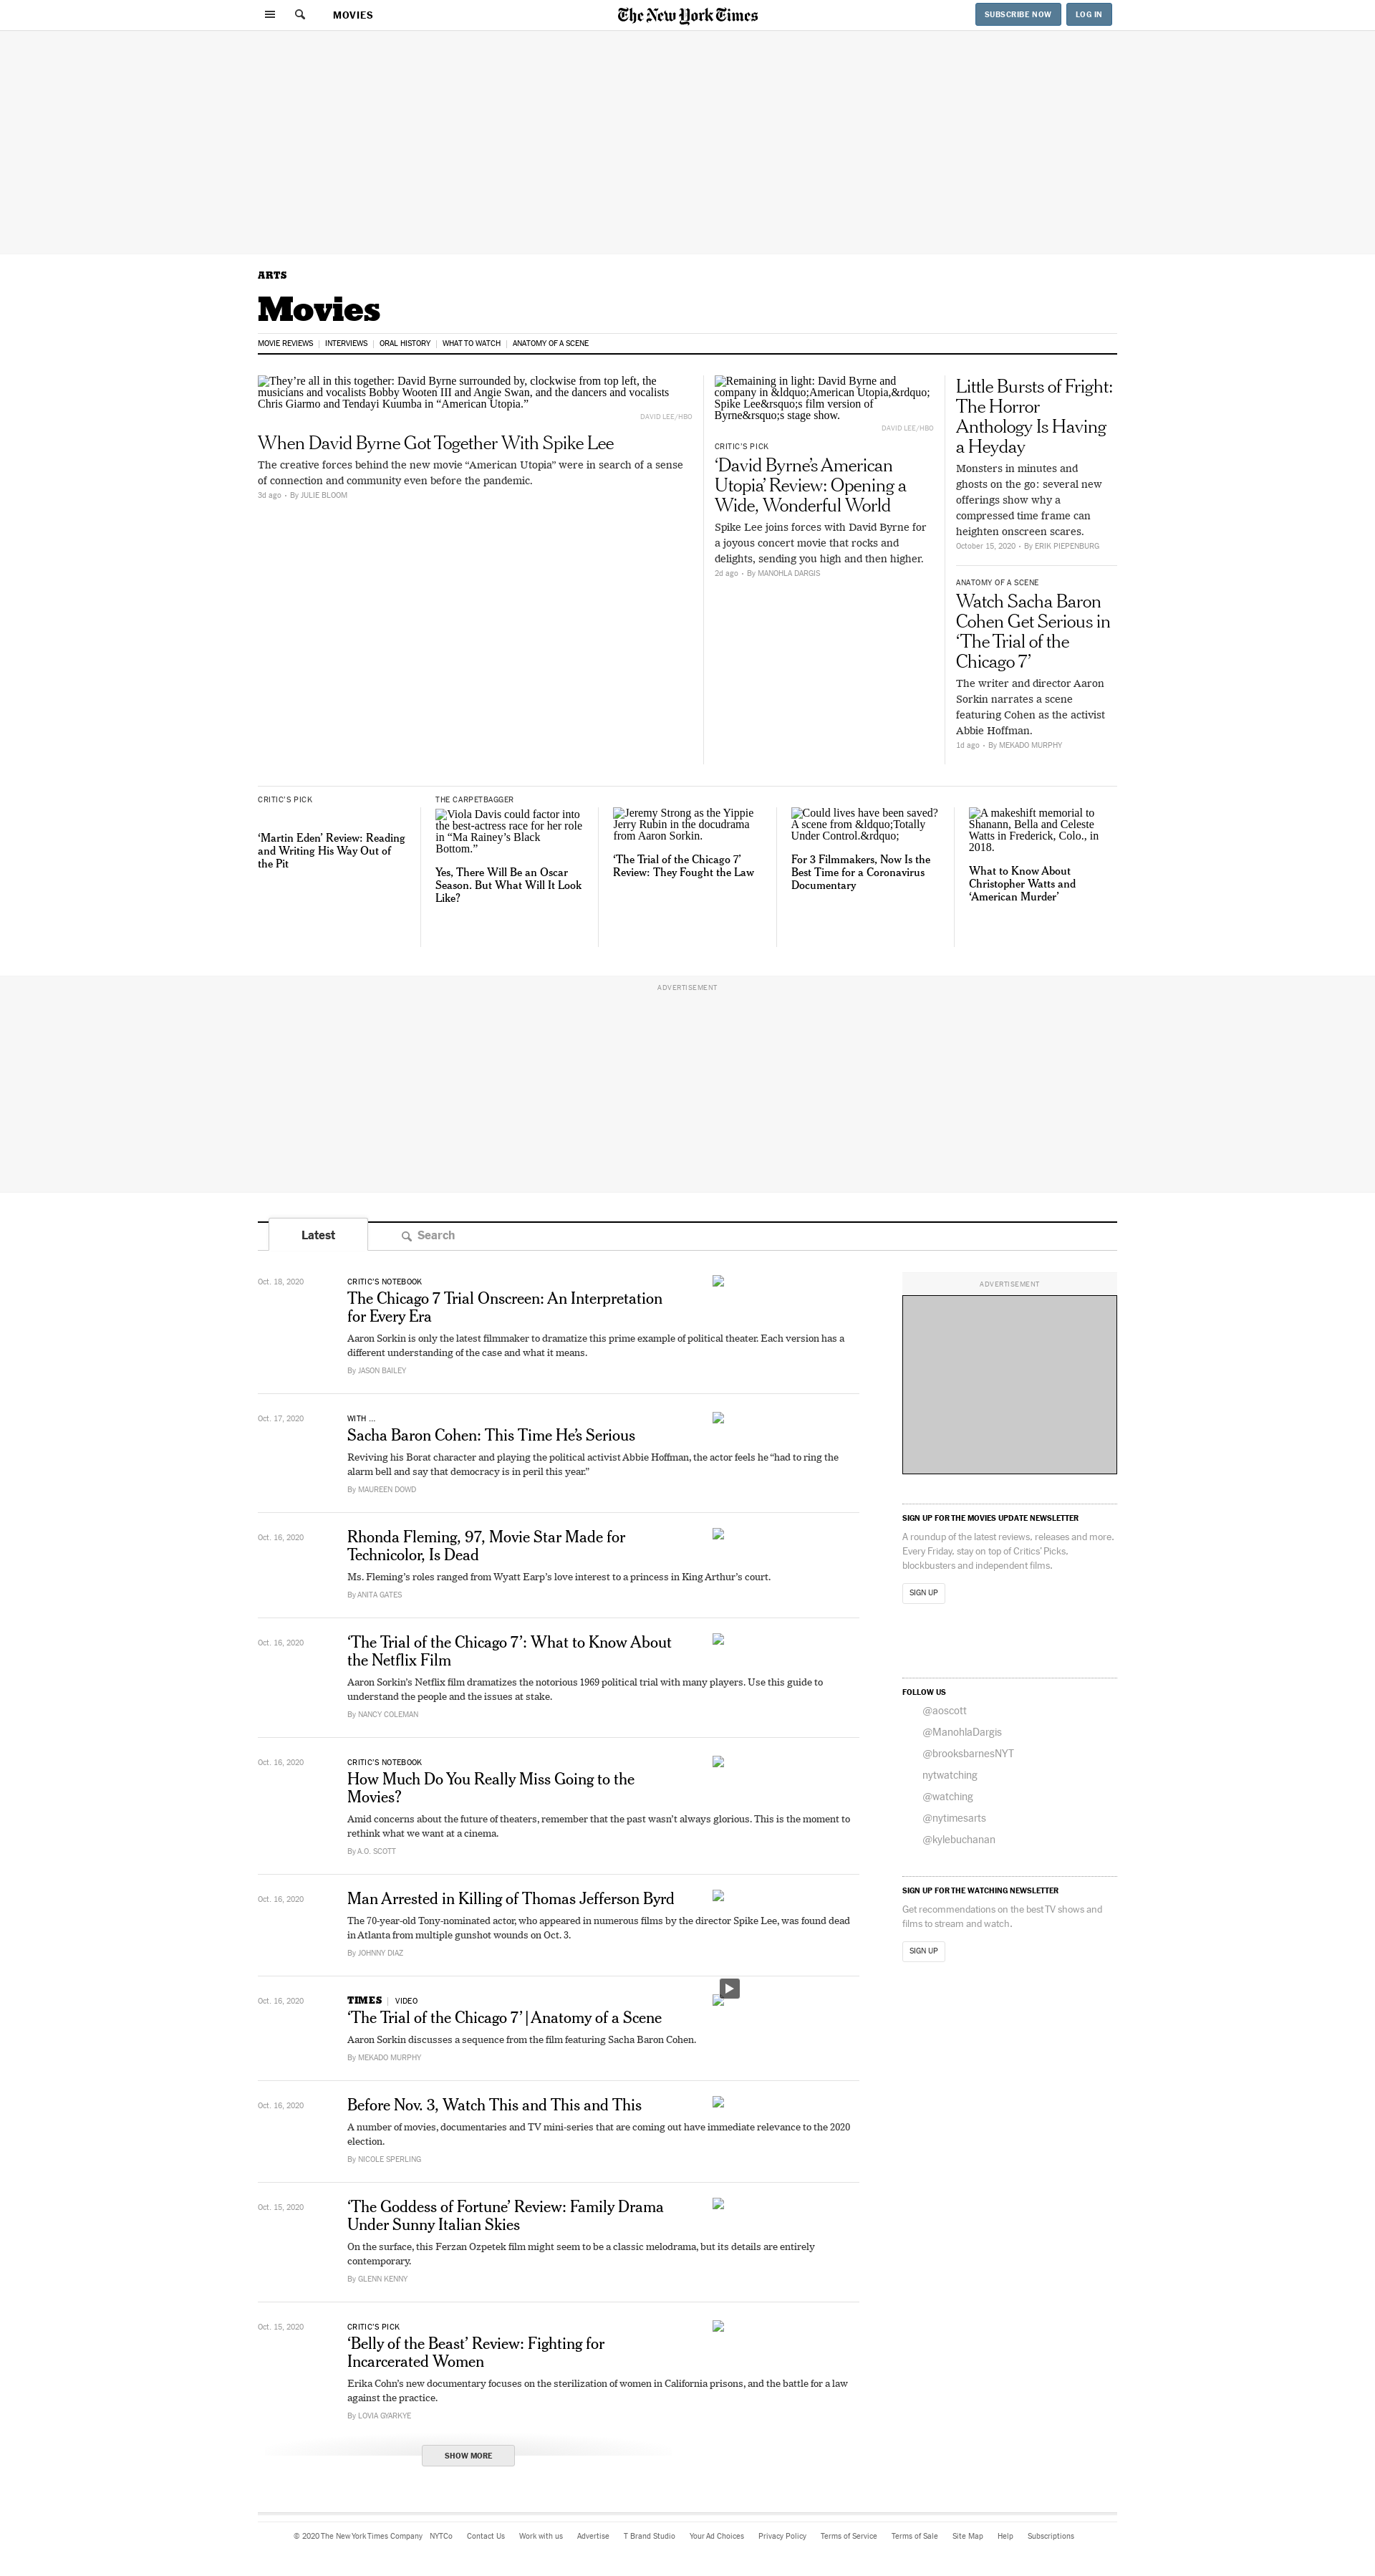 MOVIES
The New York Times
SUBSCRIBE NOW
LOG IN
ARTS
Movies
MOVIE REVIEWS
INTERVIEWS
ORAL HISTORY
WHAT TO WATCH
ANATOMY OF A SCENE
They’re all in this together: David Byrne surrounded by, clockwise from top left, the
musicians and vocalists Bobby Wooten III and Angie Swan, and the dancers and vocalists
Chris Giarmo and Tendayi Kuumba in “American Utopia.”
DAVID LEE/HBO
When David Byrne Got Together With Spike Lee
The creative forces behind the new movie “American Utopia” were in search of a sense
of connection and community even before the pandemic.
3d ago • By JULIE BLOOM
Remaining in light: David Byrne and
company in &ldquo;American Utopia,&rdquo;
Spike Lee&rsquo;s film version of
Byrne&rsquo;s stage show.
DAVID LEE/HBO
CRITIC’S PICK
‘David Byrne’s American
Utopia’ Review: Opening a
Wide, Wonderful World
Spike Lee joins forces with David Byrne for
a joyous concert movie that rocks and
delights, sending you high and then higher.
2d ago • By MANOHLA DARGIS
Little Bursts of Fright:
The Horror
Anthology Is Having
a Heyday
Monsters in minutes and
ghosts on the go: several new
offerings show why a
compressed time frame can
heighten onscreen scares.
October 15, 2020 • By ERIK PIEPENBURG
ANATOMY OF A SCENE
Watch Sacha Baron
Cohen Get Serious in
‘The Trial of the
Chicago 7’
The writer and director Aaron
Sorkin narrates a scene
featuring Cohen as the activist
Abbie Hoffman.
1d ago • By MEKADO MURPHY
CRITIC’S PICK
‘Martin Eden’ Review: Reading
and Writing His Way Out of
the Pit
THE CARPETBAGGER
Viola Davis could factor into
the best-actress race for her role
in “Ma Rainey’s Black
Bottom.”
Yes, There Will Be an Oscar
Season. But What Will It Look
Like?
Jeremy Strong as the Yippie
Jerry Rubin in the docudrama
from Aaron Sorkin.
‘The Trial of the Chicago 7’
Review: They Fought the Law
Could lives have been saved?
A scene from &ldquo;Totally
Under Control.&rdquo;
For 3 Filmmakers, Now Is the
Best Time for a Coronavirus
Documentary
A makeshift memorial to
Shanann, Bella and Celeste
Watts in Frederick, Colo., in
2018.
What to Know About
Christopher Watts and
‘American Murder’
ADVERTISEMENT
Latest
Search
Oct. 18, 2020
CRITIC’S NOTEBOOK
The Chicago 7 Trial Onscreen: An Interpretation
for Every Era
Aaron Sorkin is only the latest filmmaker to dramatize this prime example of political theater. Each version has a
different understanding of the case and what it means.
By JASON BAILEY
Oct. 17, 2020
WITH ...
Sacha Baron Cohen: This Time He’s Serious
Reviving his Borat character and playing the political activist Abbie Hoffman, the actor feels he “had to ring the
alarm bell and say that democracy is in peril this year.”
By MAUREEN DOWD
Oct. 16, 2020
Rhonda Fleming, 97, Movie Star Made for
Technicolor, Is Dead
Ms. Fleming’s roles ranged from Wyatt Earp’s love interest to a princess in King Arthur’s court.
By ANITA GATES
Oct. 16, 2020
‘The Trial of the Chicago 7’: What to Know About
the Netflix Film
Aaron Sorkin’s Netflix film dramatizes the notorious 1969 political trial with many players. Use this guide to
understand the people and the issues at stake.
By NANCY COLEMAN
Oct. 16, 2020
CRITIC’S NOTEBOOK
How Much Do You Really Miss Going to the
Movies?
Amid concerns about the future of theaters, remember that the past wasn’t always glorious. This is the moment to
rethink what we want at a cinema.
By A.O. SCOTT
Oct. 16, 2020
Man Arrested in Killing of Thomas Jefferson Byrd
The 70-year-old Tony-nominated actor, who appeared in numerous films by the director Spike Lee, was found dead
in Atlanta from multiple gunshot wounds on Oct. 3.
By JOHNNY DIAZ
Oct. 16, 2020
TIMES | VIDEO
‘The Trial of the Chicago 7’ | Anatomy of a Scene
Aaron Sorkin discusses a sequence from the film featuring Sacha Baron Cohen.
By MEKADO MURPHY
Oct. 16, 2020
Before Nov. 3, Watch This and This and This
A number of movies, documentaries and TV mini-series that are coming out have immediate relevance to the 2020
election.
By NICOLE SPERLING
Oct. 15, 2020
‘The Goddess of Fortune’ Review: Family Drama
Under Sunny Italian Skies
On the surface, this Ferzan Ozpetek film might seem to be a classic melodrama, but its details are entirely
contemporary.
By GLENN KENNY
Oct. 15, 2020
CRITIC’S PICK
‘Belly of the Beast’ Review: Fighting for
Incarcerated Women
Erika Cohn’s new documentary focuses on the sterilization of women in California prisons, and the battle for a law
against the practice.
By LOVIA GYARKYE
SHOW MORE
ADVERTISEMENT
SIGN UP FOR THE MOVIES UPDATE NEWSLETTER
A roundup of the latest reviews, releases and more.
Every Friday, stay on top of Critics’ Picks,
blockbusters and independent films.
SIGN UP
FOLLOW US
@aoscott
@ManohlaDargis
@brooksbarnesNYT
nytwatching
@watching
@nytimesarts
@kylebuchanan
SIGN UP FOR THE WATCHING NEWSLETTER
Get recommendations on the best TV shows and
films to stream and watch.
SIGN UP
© 2020 The New York Times Company
NYTCo
Contact Us
Work with us
Advertise
T Brand Studio
Your Ad Choices
Privacy Policy
Terms of Service
Terms of Sale
Site Map
Help
Subscriptions